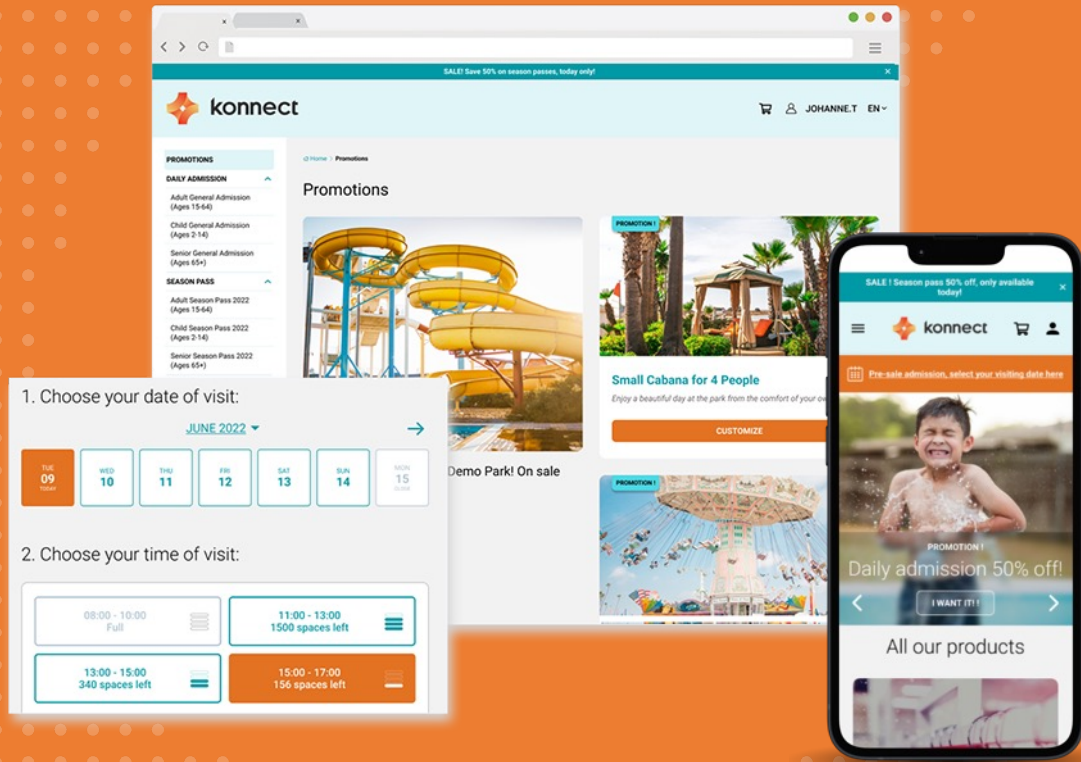 SALE! Save 50% on season passes, today only!
konnect
JOHANNE.T EN
PROMOTIONS
DAILY ADMISSION
Adult General Admission
(Ages 15-64)
Child General Admission
(Ages 2-14)
Senior General Admission
(Ages 65+)
SEASON PASS
Adult Season Pass 2022
(Ages 15-64)
Child Season Pass 2022
(Ages 2-14)
Senior Season Pass 2022
(Ages 65+)
Home > Promotions
Promotions
Demo Park! On sale
PROMOTION !
Small Cabana for 4 People
Enjoy a beautiful day at the park from the comfort of your
CUSTOMIZE
PROMOTION !
1. Choose your date of visit:
JUNE 2022
TUE
09
TODAY
WED
10
THU
11
FRI
12
SAT
13
SUN
14
MON
15
CLOSE
2. Choose your time of visit:
08:00 - 10:00
Full
11:00 - 13:00
1500 spaces left
13:00 - 15:00
340 spaces left
15:00 - 17:00
156 spaces left
SALE ! Season pass 50% off, only available
today!
konnect
Pre-sale admission, select your visiting date here
PROMOTION !
Daily admission 50% off!
I WANT IT! !
All our products